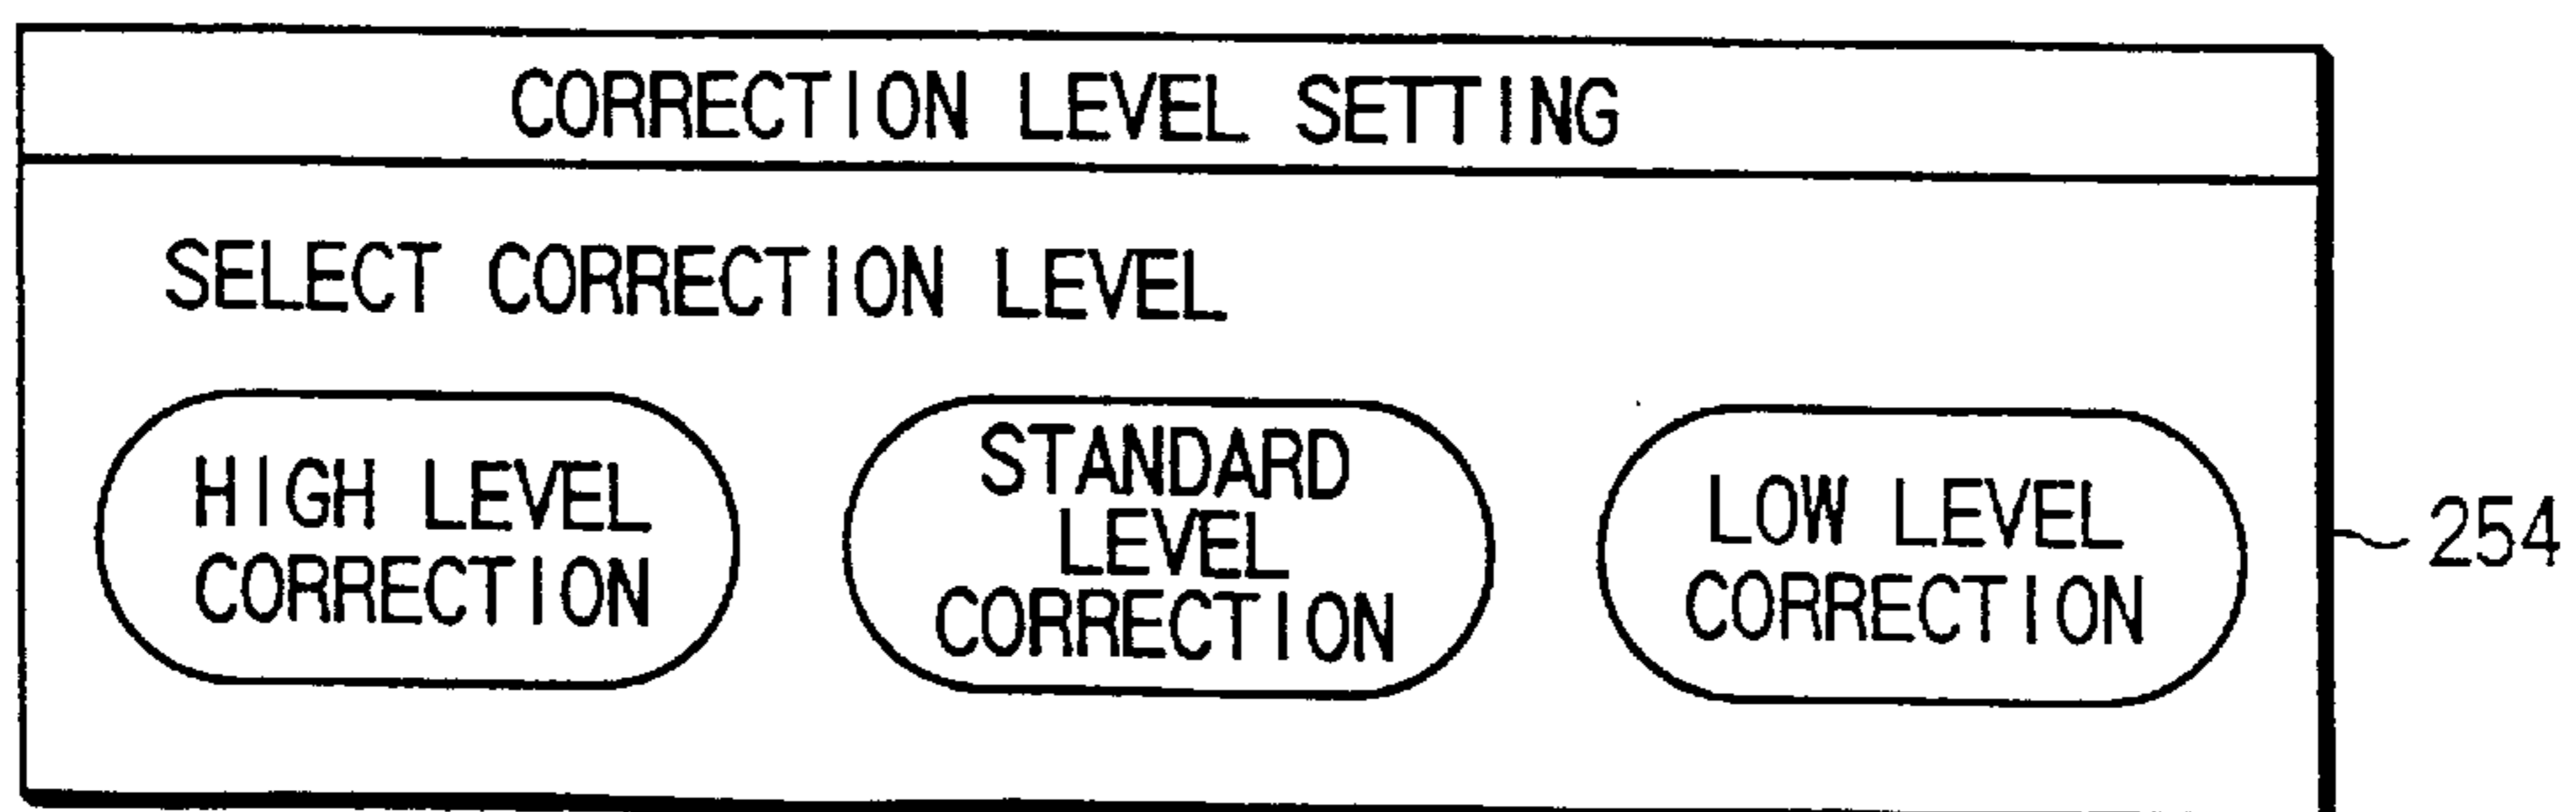 CORRECTION LEVEL SETTING
SELECT CORRECTION LEVEL
HIGH LEVEL
CORRECTION
STANDARD
LEVEL
CORRECTION
LOW LEVEL
CORRECTION
254